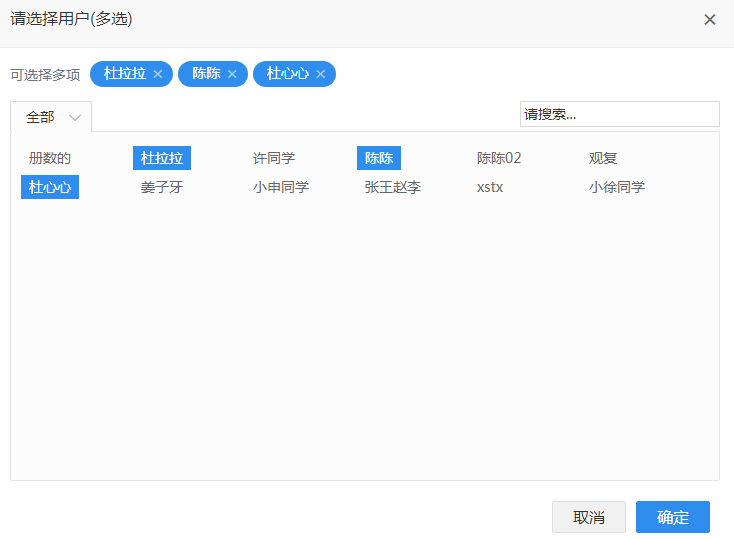 请选择用户(多选)
可选择多项 杜拉拉 陈陈 杜心心
全部 请搜索...
册数的 杜拉拉 许同学 陈陈 陈陈02 观复
杜心心 姜子牙 小申同学 张王赵李 xstx 小徐同学
取消 确定